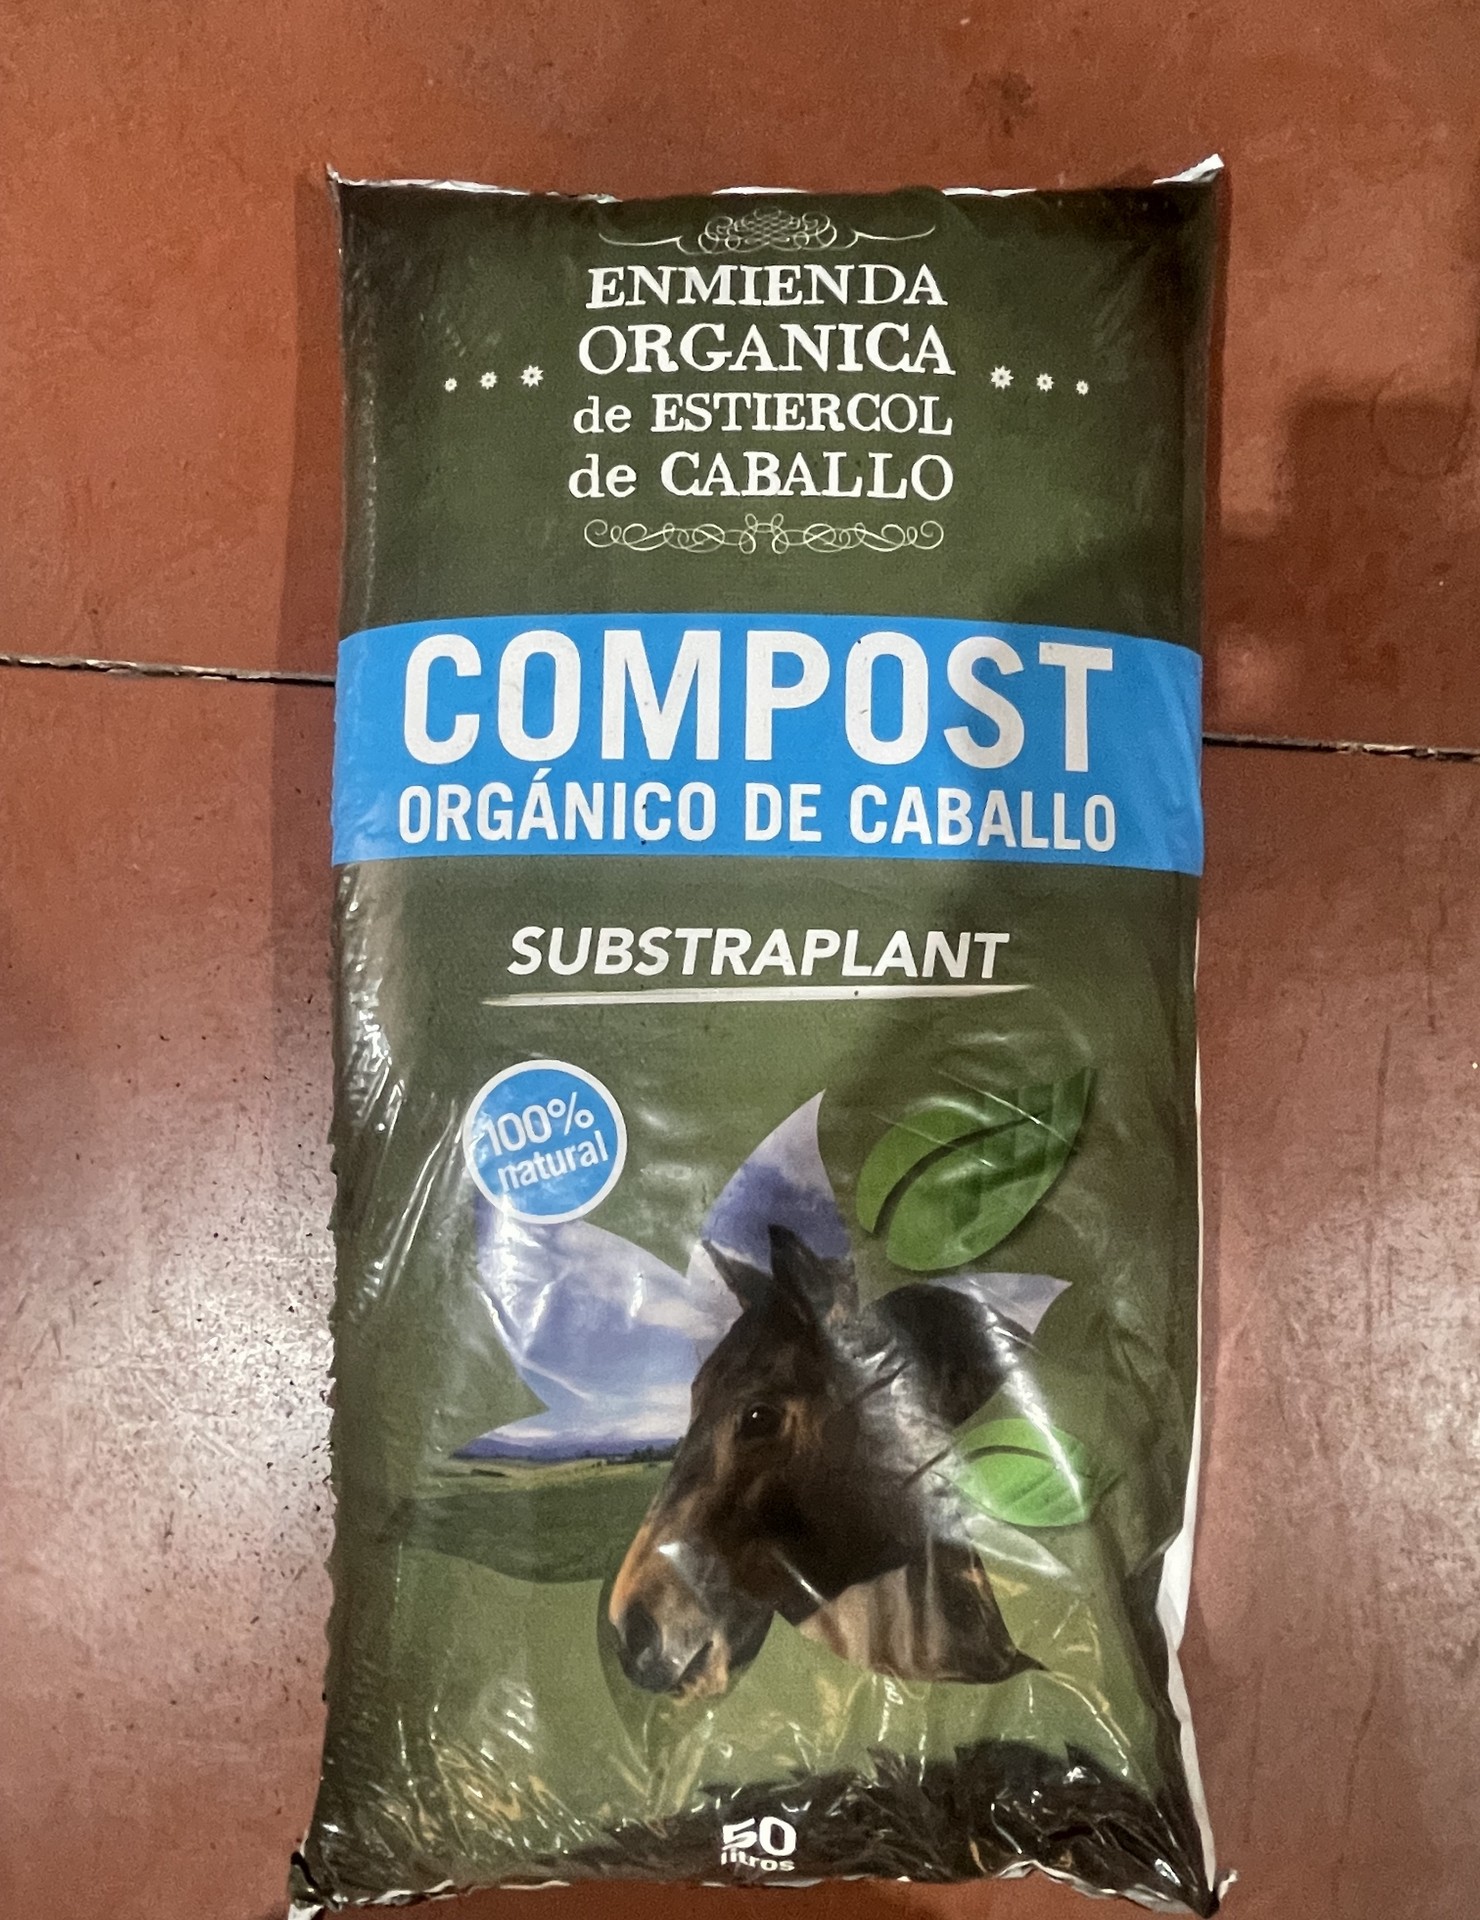 ENMIENDA
ORGANICA
de ESTIERCOL
de CABALLO
COMPOST
ORGÁNICO DE CABALLO
SUBSTRAPLANT
100%
natural
50
litros